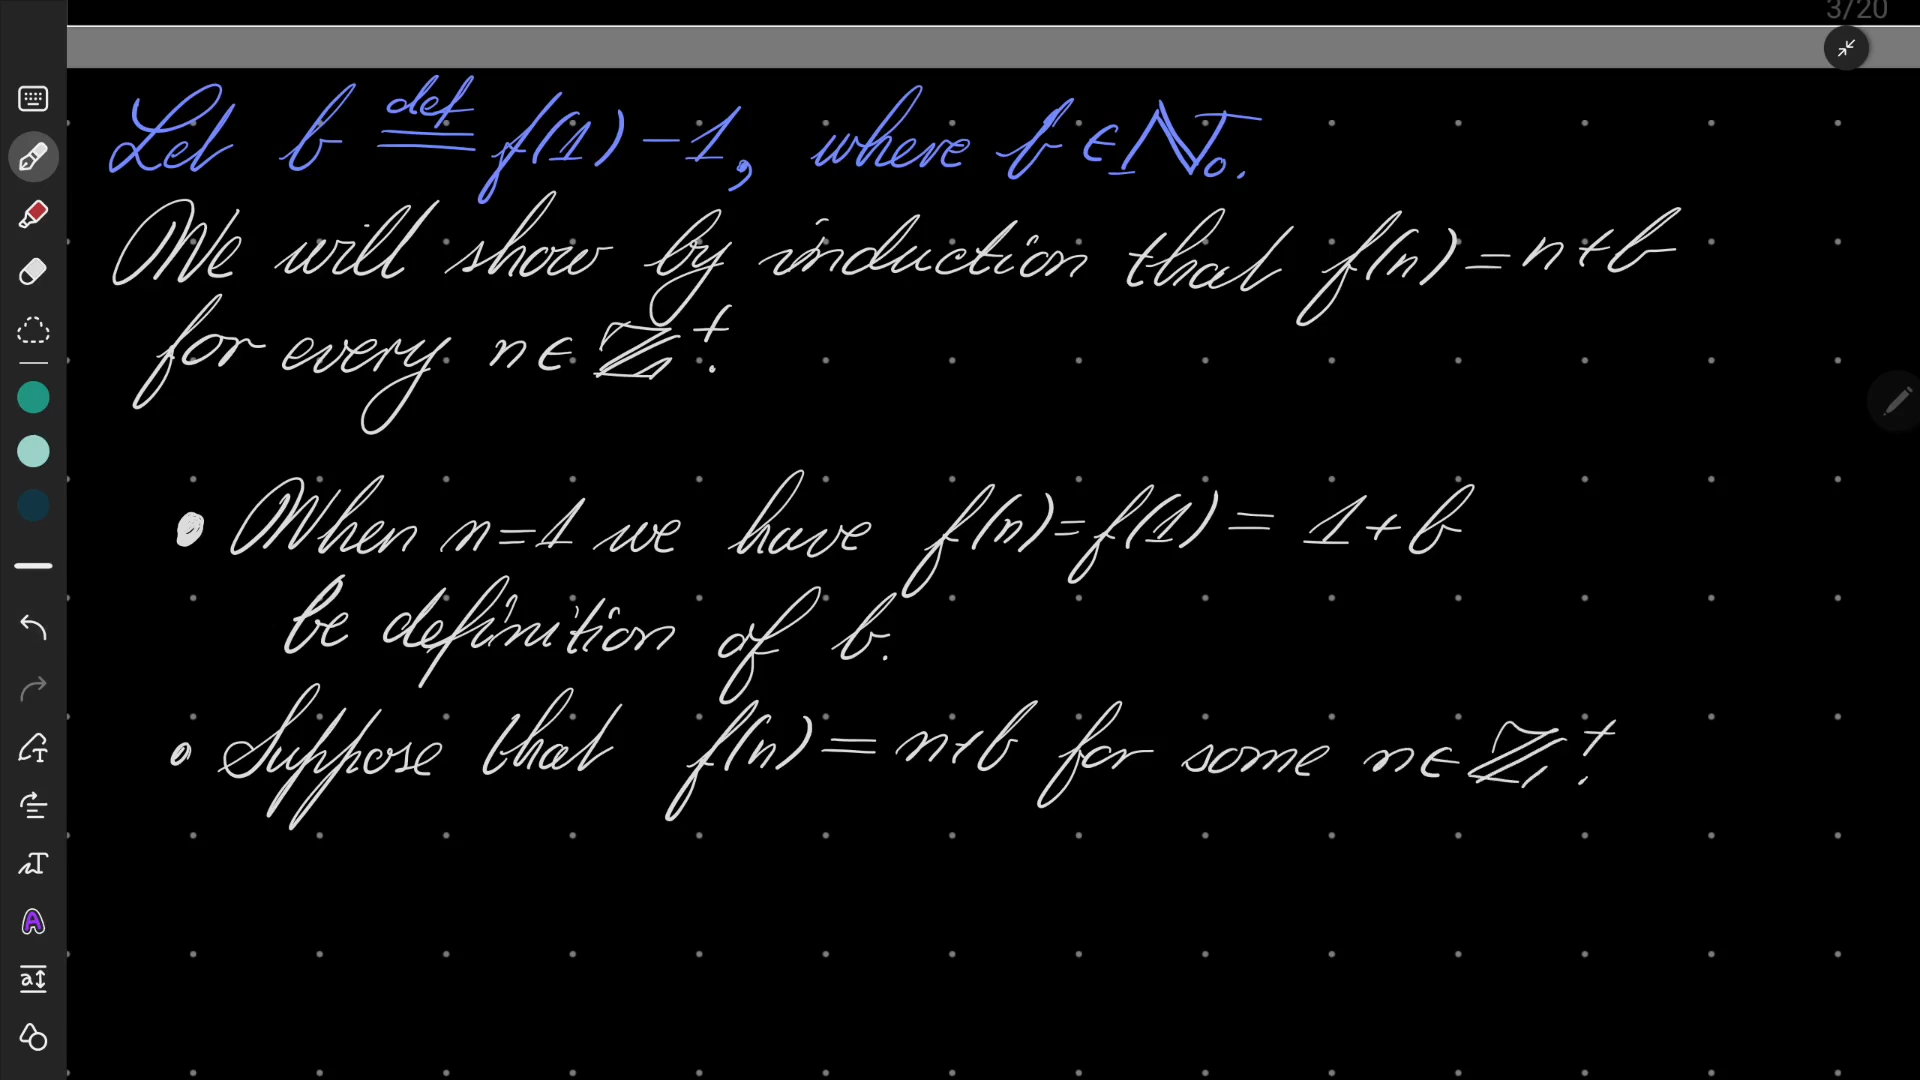 3/20
Let b def= f(1) - 1, where b ∈ ℕ₀.
We will show by induction that f(n) = n + b
for every n ∈ ℤ⁺.
• When n = 1 we have f(n) = f(1) = 1 + b
be definition of b.
• Suppose that f(n) = n + b for some n ∈ ℤ⁺.